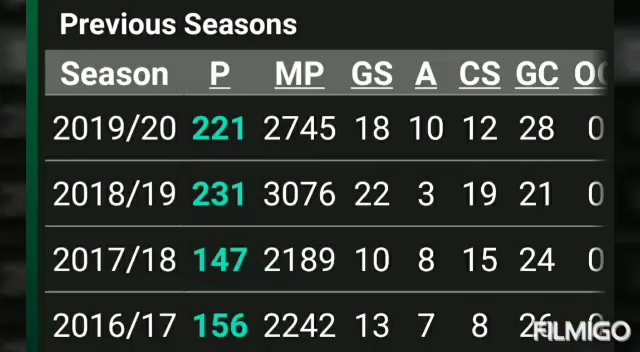 Previous Seasons
Season P MP GS A CS GC
2019/20 221 2745 18 10 12 28 0
2018/19 231 3076 22 3 19 21 0
2017/18 147 2189 10 8 15 24 0
2016/17 156 2242 13 7 8
FILMIGO